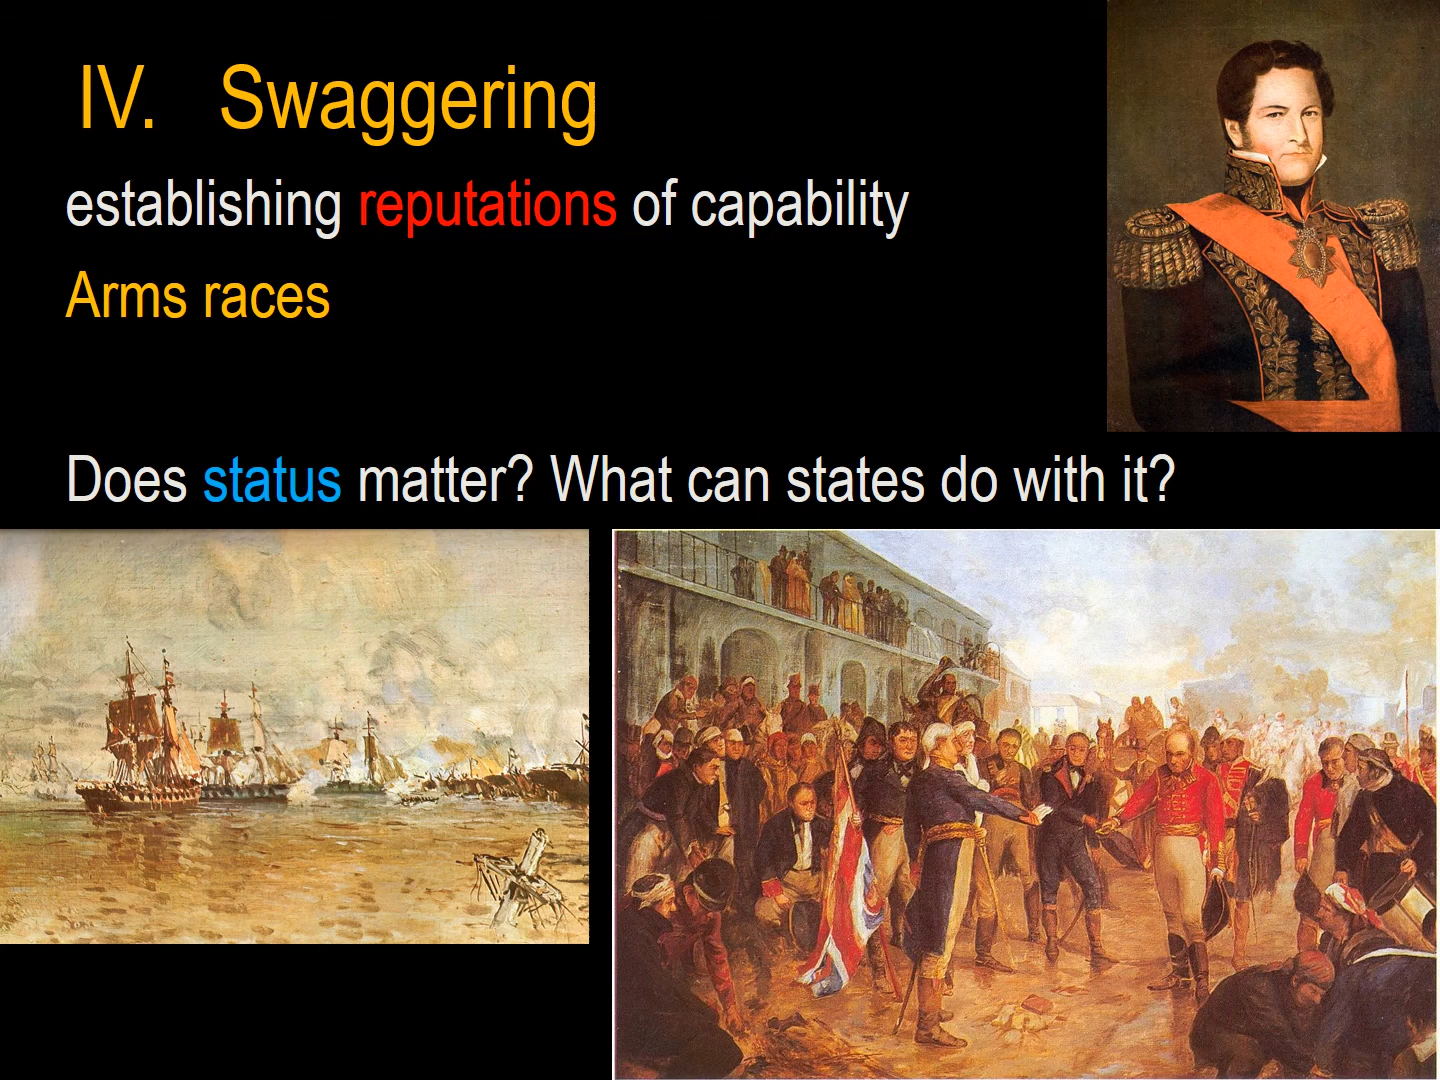 IV. Swaggering
establishing reputations of capability
Arms races
Does status matter? What can states do with it?